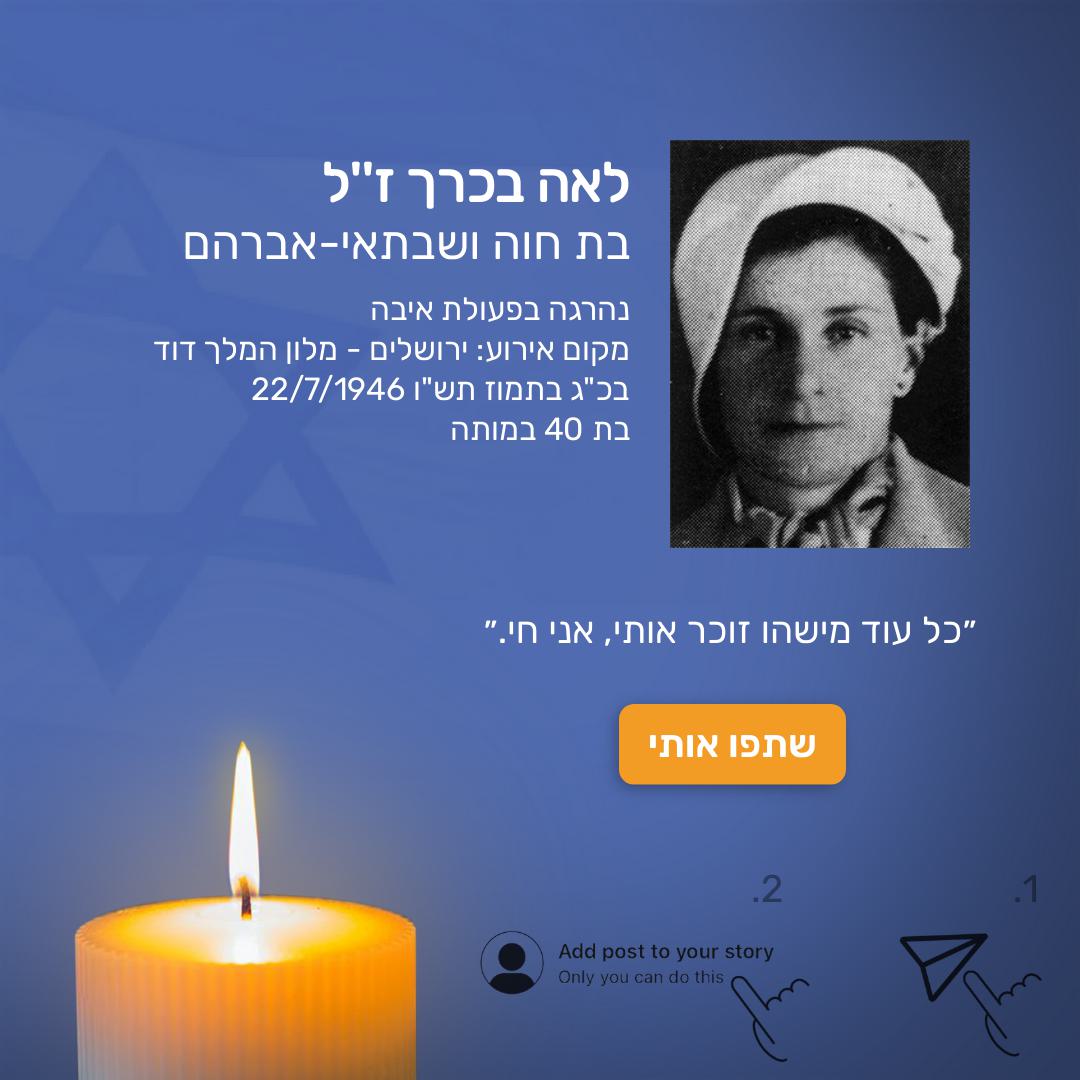 לאה בכרך ז"ל
בת חוה ושבתאי-אברהם
נהרגה בפעולת איבה
מקום אירוע: ירושלים - מלון המלך דוד
בכ"ג בתמוז תש"ו 22/7/1946
בת 40 במותה
״כל עוד מישהו זוכר אותי, אני חי.״
שתפו אותי
1.
2.
Add post to your story
Only you can do this